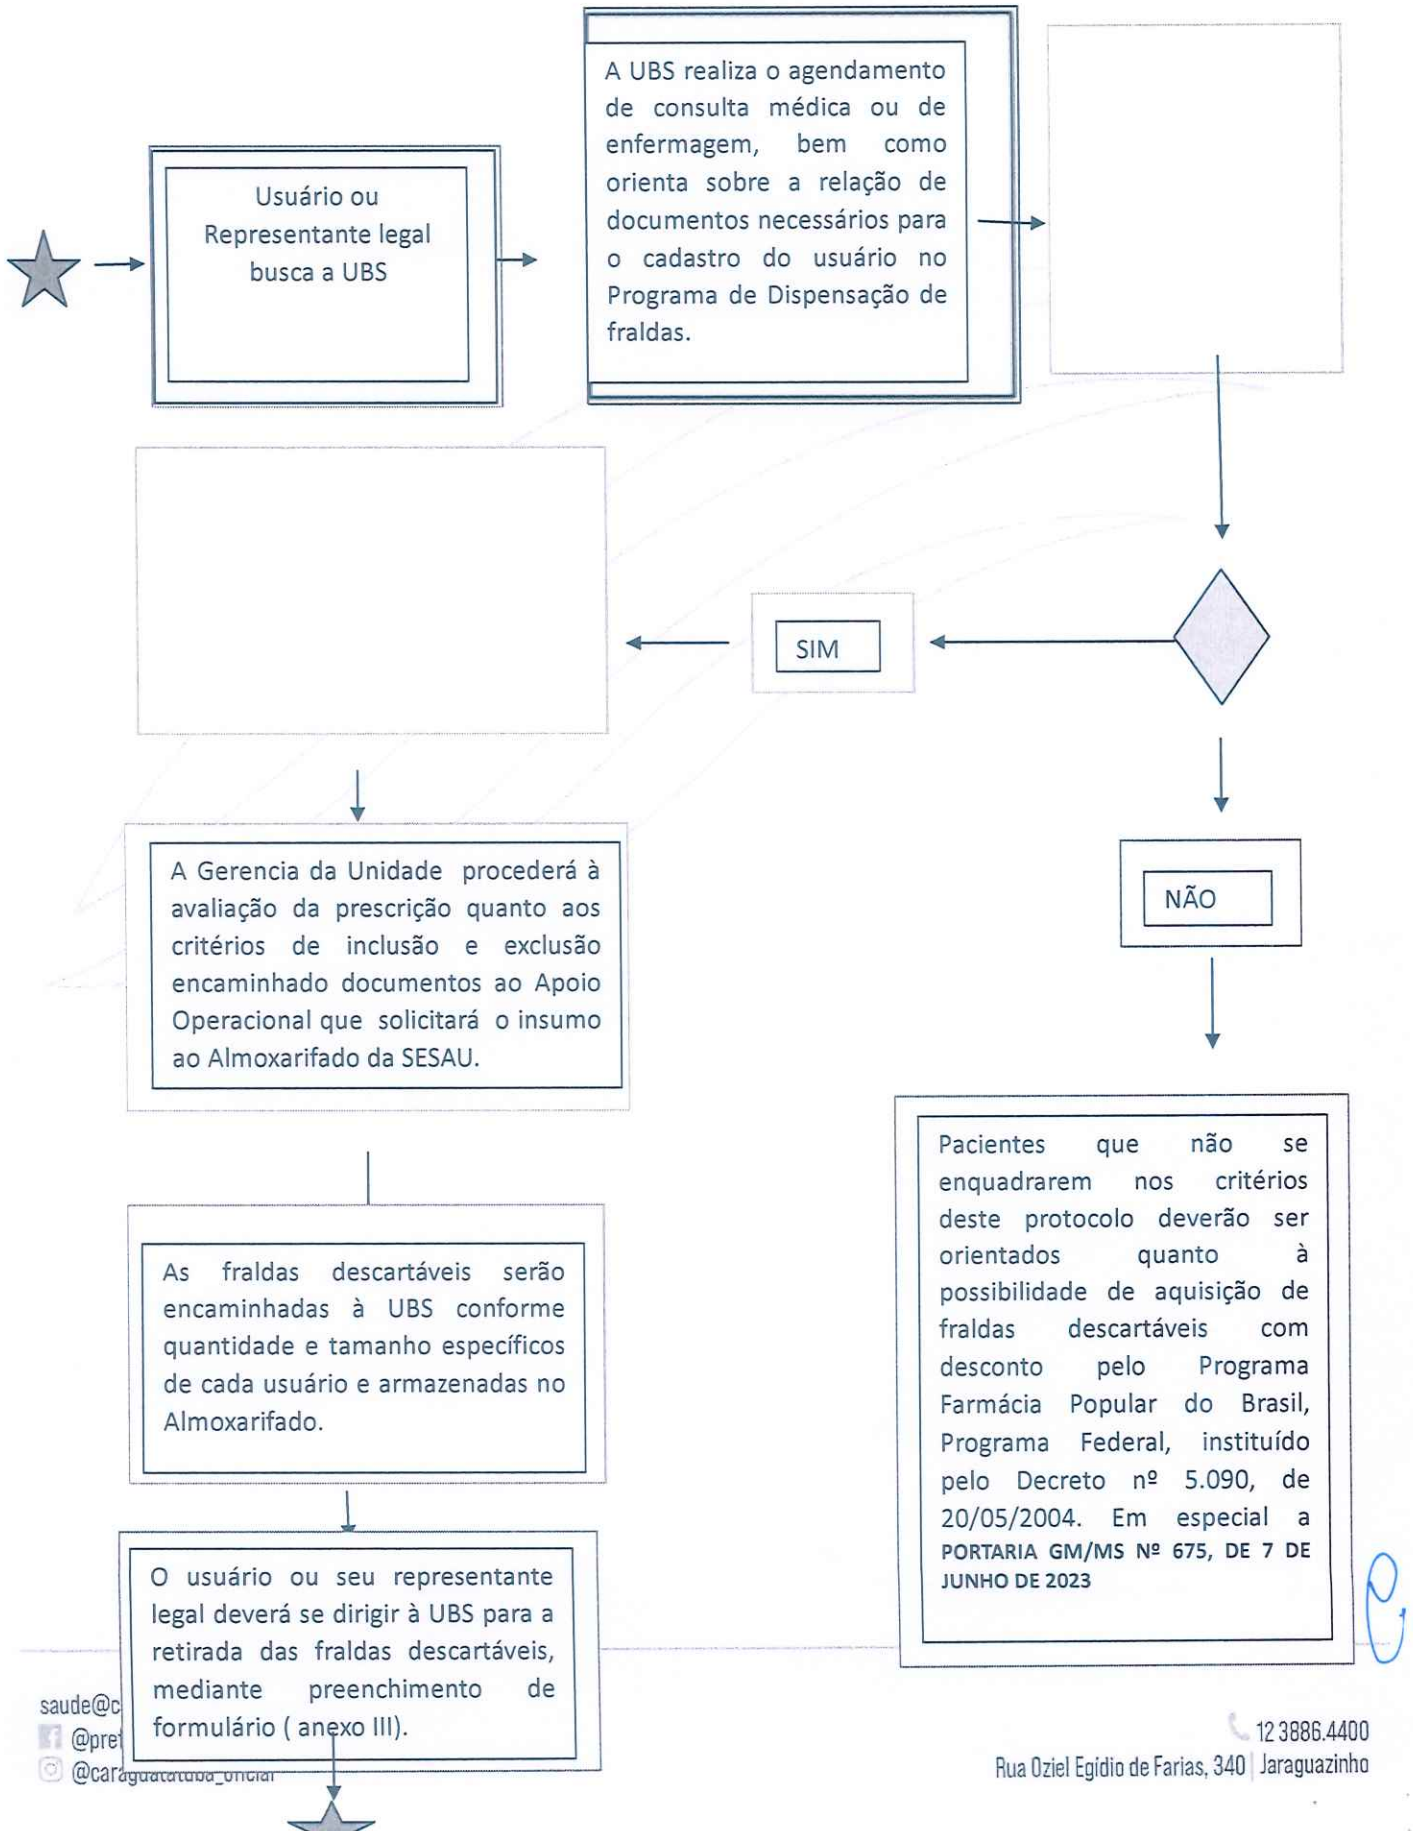 A UBS realiza o agendamento
de consulta médica ou de
enfermagem, bem como
orienta sobre a relação de
documentos necessários para
o cadastro do usuário no
Programa de Dispensação de
fraldas.
Usuário ou
Representante legal
busca a UBS
SIM
NÃO
A Gerencia da Unidade procederá à
avaliação da prescrição quanto aos
critérios de inclusão e exclusão
encaminhado documentos ao Apoio
Operacional que solicitará o insumo
ao Almoxarifado da SESAU.
As fraldas descartáveis serão
encaminhadas à UBS conforme
quantidade e tamanho específicos
de cada usuário e armazenadas no
Almoxarifado.
O usuário ou seu representante
legal deverá se dirigir à UBS para a
retirada das fraldas descartáveis,
mediante preenchimento de
formulário ( anexo III).
Pacientes que não se
enquadrarem nos critérios
deste protocolo deverão ser
orientados quanto à
possibilidade de aquisição de
fraldas descartáveis com
desconto pelo Programa
Farmácia Popular do Brasil,
Programa Federal, instituído
pelo Decreto nº 5.090, de
20/05/2004. Em especial a
PORTARIA GM/MS Nº 675, DE 7 DE
JUNHO DE 2023
saude@c
@pref
@caraguatatuba_oficial
12 3886.4400
Rua Oziel Egídio de Farias, 340 | Jaraguazinho